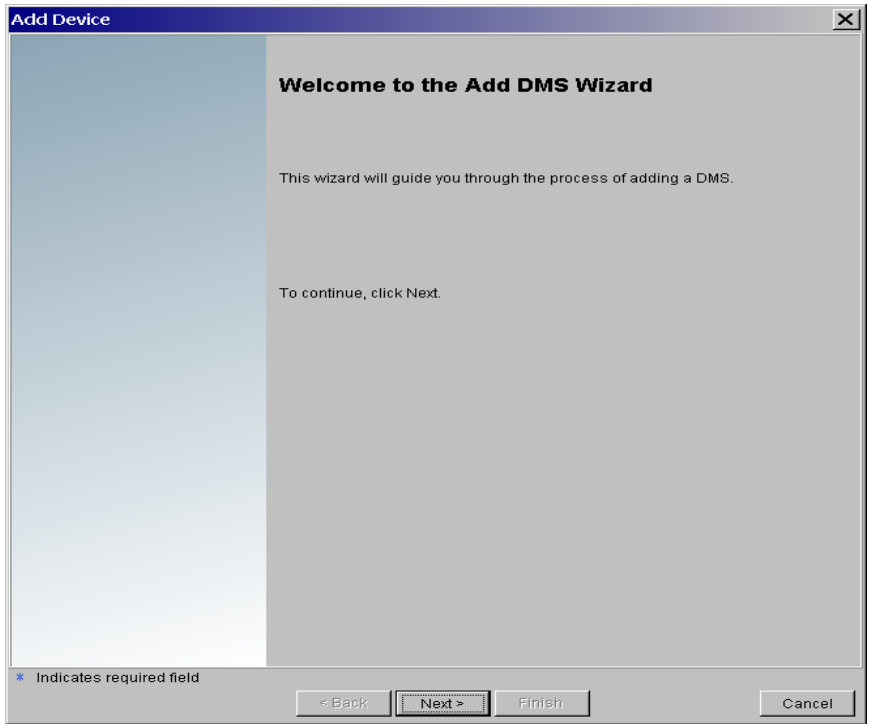 Add Device
Welcome to the Add DMS Wizard
This wizard will guide you through the process of adding a DMS.
To continue, click Next.
* Indicates required field
< Back Next > Finish Cancel